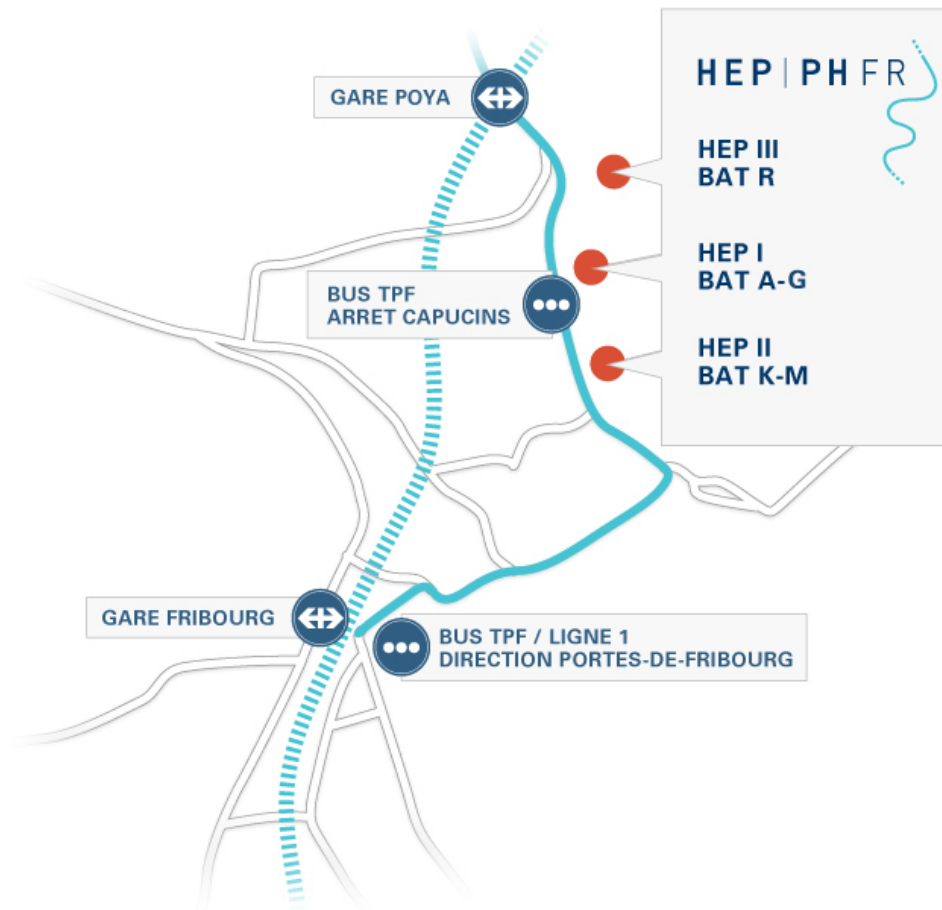 HEP | PH FR
GARE POYA
HEP III
BAT R
HEP I
BAT A-G
BUS TPF
ARRET CAPUCINS
HEP II
BAT K-M
GARE FRIBOURG
BUS TPF / LIGNE 1
DIRECTION PORTES-DE-FRIBOURG